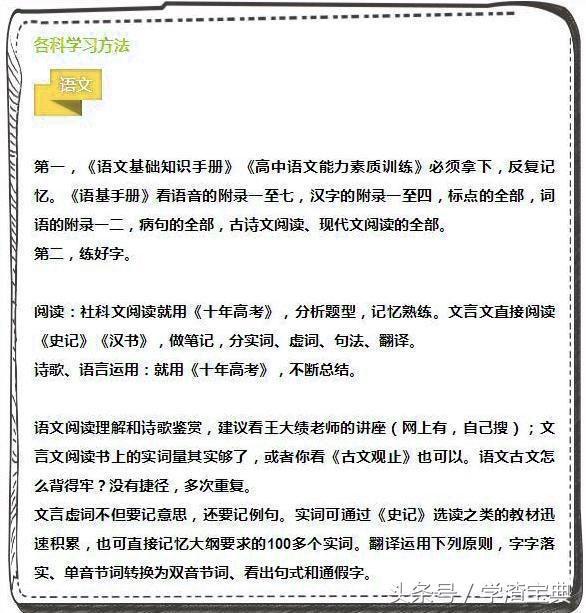 各科学习方法
语文
第一，《语文基础知识手册》《高中语文能力素质训练》必须拿下，反复记
忆。《语基手册》看语音的附录一至七，汉字的附录一至四，标点的全部，词
语的附录一二，病句的全部，古诗文阅读、现代文阅读的全部。
第二，练好字。
阅读：社科文阅读就用《十年高考》，分析题型，记忆熟练。文言文直接阅读
《史记》《汉书》，做笔记，分实词、虚词、句法、翻译。
诗歌、语言运用：就用《十年高考》，不断总结。
语文阅读理解和诗歌鉴赏，建议看王大绩老师的讲座（网上有，自己搜）；文
言文阅读书上的实词量其实够了，或者你看《古文观止》也可以。语文古文怎
么背得牢？没有捷径，多次重复。
文言虚词不但要记意思，还要记例句。实词可通过《史记》选读之类的教材迅
速积累，也可直接记忆大纲要求的100多个实词。翻译运用下列原则，字字落
实、单音节词转换为双音节词、看出句式和通假字。
头条号／学渣宝典